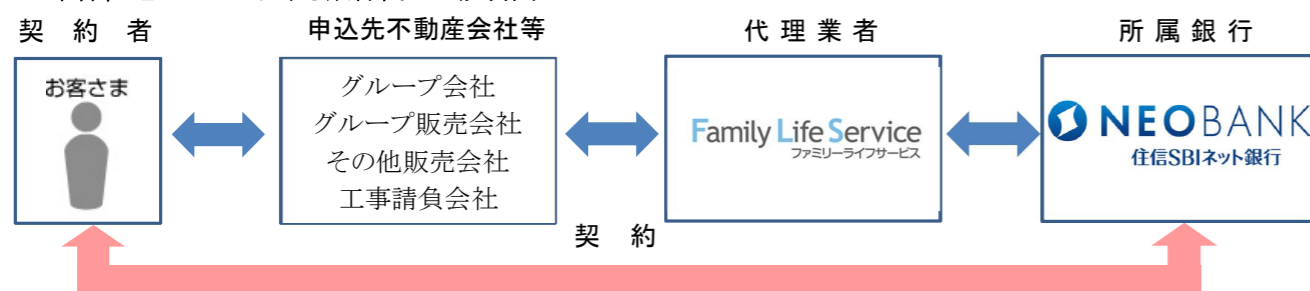 契約者
申込先不動産会社等
代理業者
所属銀行
お客さま
グループ会社
グループ販売会社
その他販売会社
工事請負会社
Family Life Service
ファミリーライフサービス
NEOBANK
住信SBIネット銀行
契約